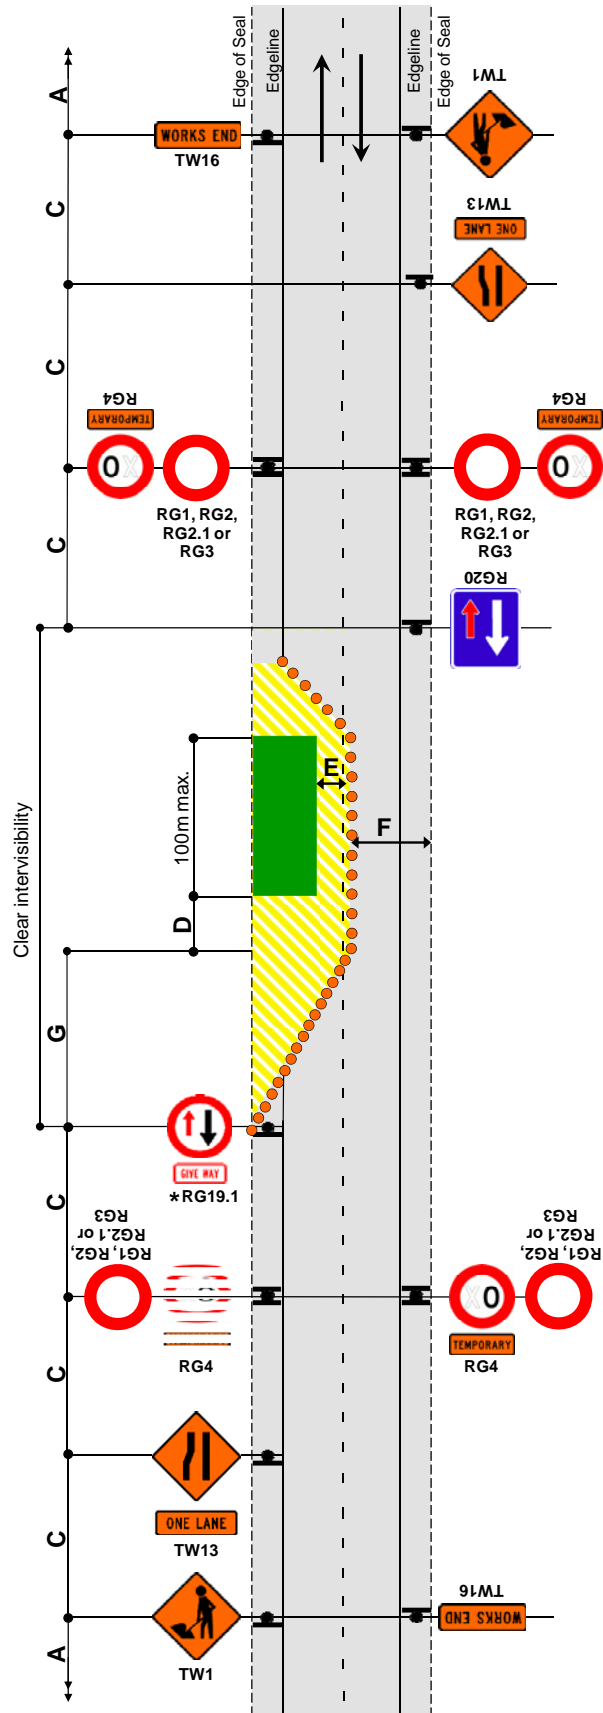 Edge of Seal
Edgeline
Edgeline
Edge of Seal
A
WORKS END
TW16
TW1
C
TW13
ONE LANE
C
RG4
TEMPORARY
0X
RG1, RG2,
RG2.1 or
RG3
RG4
TEMPORARY
0X
RG1, RG2,
RG2.1 or
RG3
C
RG20
Clear intervisibility
100m max.
E
F
D
G
GIVE WAY
*RG19.1
C
RG1, RG2,
RG2.1 or
RG3
RG4
RG1, RG2,
RG2.1 or
RG3
X0
TEMPORARY
RG4
C
ONE LANE
TW13
C
TW16
WORKS END
A
TW1